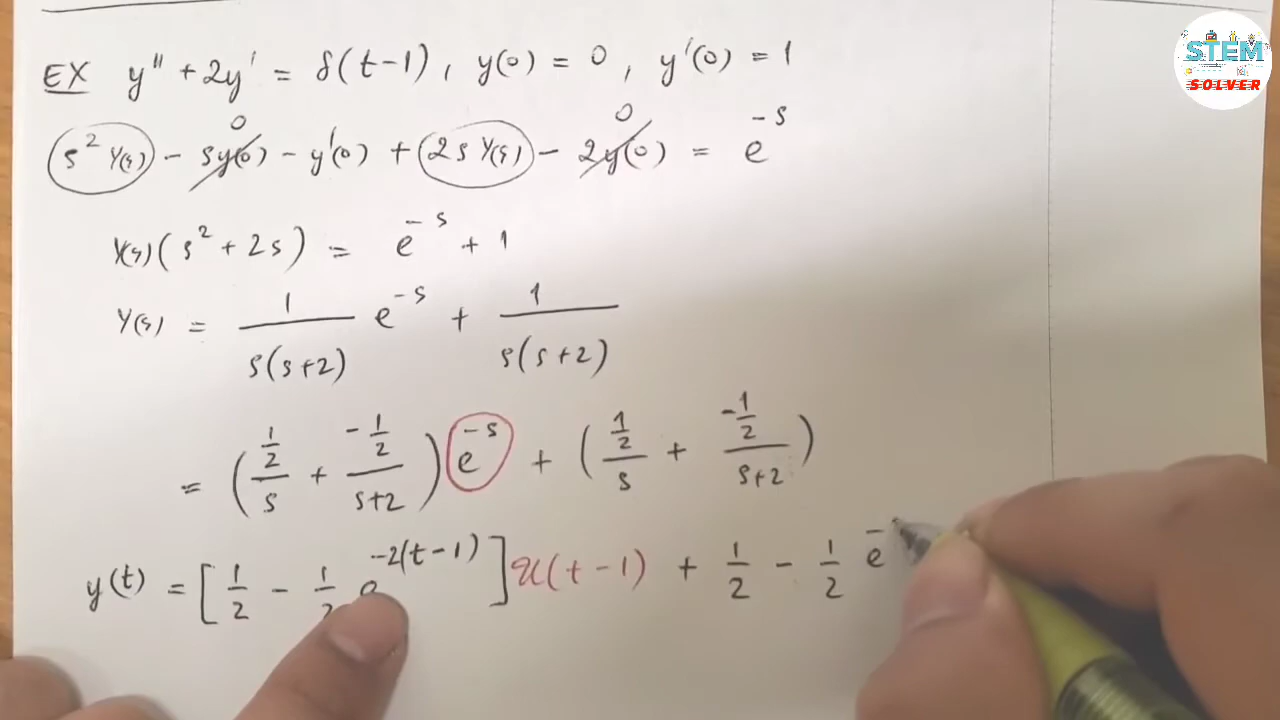 STEM
SOLVER
EX y'' + 2y' = δ(t-1), y(0) = 0, y'(0) = 1
0 0
s² Y(s) - sy(0) - y'(0) + 2s Y(s) - 2y(0) = e^-s
Y(s)(s² + 2s) = e^-s + 1
Y(s) = 1/s(s+2) e^-s + 1/s(s+2)
= (1/2/s + -1/2/s+2) e^-s + (1/2/s + -1/2/s+2)
y(t) = [1/2 - 1/2 e^-2(t-1)] u(t-1) + 1/2 - 1/2 e^-